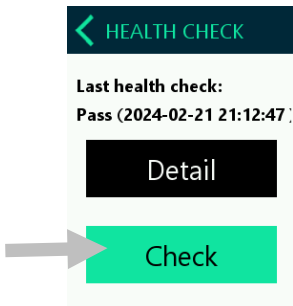 HEALTH CHECK
Last health check:
Pass (2024-02-21 21:12:47 )
Detail
Check